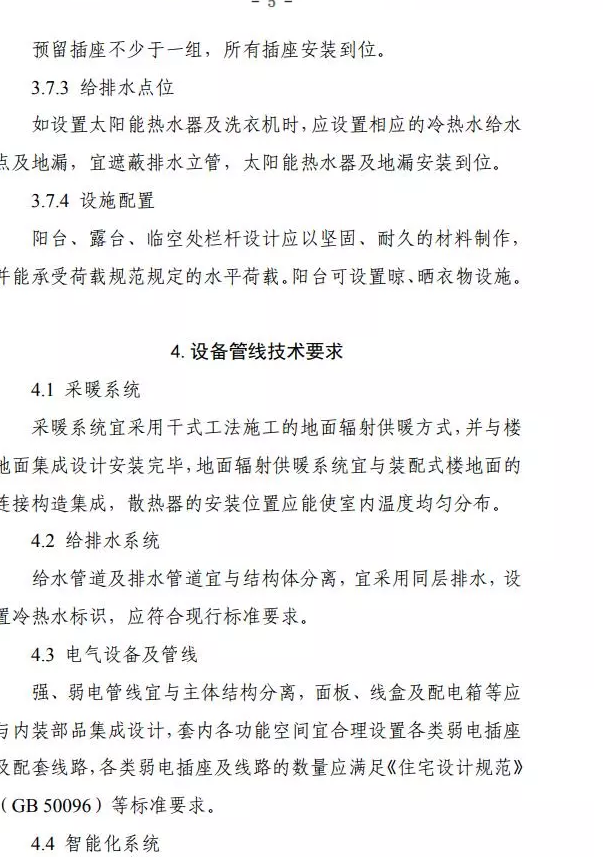 - 5 -
预留插座不少于一组，所有插座安装到位。
3.7.3 给排水点位
如设置太阳能热水器及洗衣机时，应设置相应的冷热水给水
点及地漏，宜遮蔽排水立管，太阳能热水器及地漏安装到位。
3.7.4 设施配置
阳台、露台、临空处栏杆设计应以坚固、耐久的材料制作，
并能承受荷载规范规定的水平荷载。阳台可设置晾、晒衣物设施。
4. 设备管线技术要求
4.1 采暖系统
采暖系统宜采用干式工法施工的地面辐射供暖方式，并与楼
地面集成设计安装完毕，地面辐射供暖系统宜与装配式楼地面的
连接构造集成，散热器的安装位置应能使室内温度均匀分布。
4.2 给排水系统
给水管道及排水管道宜与结构体分离，宜采用同层排水，设
置冷热水标识，应符合现行标准要求。
4.3 电气设备及管线
强、弱电管线宜与主体结构分离，面板、线盒及配电箱等应
与内装部品集成设计，套内各功能空间宜合理设置各类弱电插座
及配套线路，各类弱电插座及线路的数量应满足《住宅设计规范》
（GB 50096）等标准要求。
4.4 智能化系统